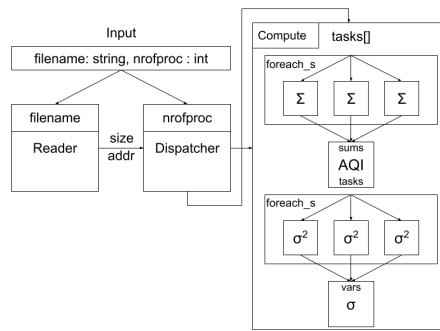 Input
filename: string, nrofproc : int
filename
Reader
size
addr
nrofproc
Dispatcher
Compute
tasks[]
foreach_s
Σ Σ Σ
sums
AQI
tasks
foreach_s
σ² σ² σ²
vars
σ